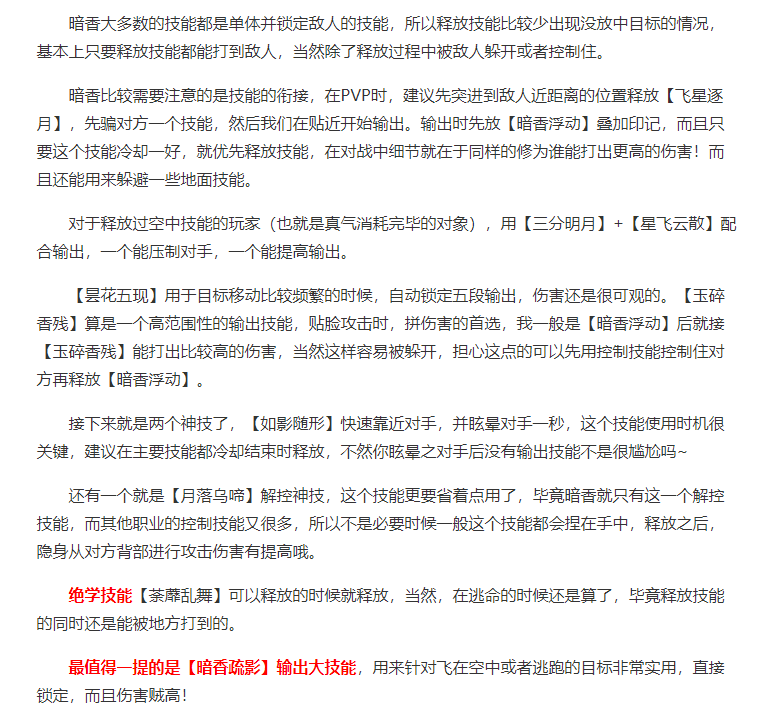 暗香大多数的技能都是单体并锁定敌人的技能，所以释放技能比较少出现没放中目标的情况，
基本上只要释放技能都能打到敌人，当然除了释放过程中被敌人躲开或者控制住。
暗香比较需要注意的是技能的衔接，在PVP时，建议先突进到敌人近距离的位置释放【飞星逐
月】，先骗对方一个技能，然后我们在贴近开始输出。输出时先放【暗香浮动】叠加印记，而且只
要这个技能冷却一好，就优先释放技能，在对战中细节就在于同样的修为谁能打出更高的伤害！而
且还能用来躲避一些地面技能。
对于释放过空中技能的玩家（也就是真气消耗完毕的对象），用【三分明月】+【星飞云散】配
合输出，一个能压制对手，一个能提高输出。
【昙花五现】用于目标移动比较频繁的时候，自动锁定五段输出，伤害还是很可观的。【玉碎
香残】算是一个高范围性的输出技能，贴脸攻击时，拼伤害的首选，我一般是【暗香浮动】后就接
【玉碎香残】能打出比较高的伤害，当然这样容易被躲开，担心这点的可以先用控制技能控制住对
方再释放【暗香浮动】。
接下来就是两个神技了，【如影随形】快速靠近对手，并眩晕对手一秒，这个技能使用时机很
关键，建议在主要技能都冷却结束时释放，不然你眩晕之对手后没有输出技能不是很尴尬吗~
还有一个就是【月落乌啼】解控神技，这个技能更要省着点用了，毕竟暗香就只有这一个解控
技能，而其他职业的控制技能又很多，所以不是必要时候一般这个技能都会捏在手中，释放之后，
隐身从对方背部进行攻击伤害有提高哦。
绝学技能【荼蘼乱舞】可以释放的时候就释放，当然，在逃命的时候还是算了，毕竟释放技能
的同时还是能被地方打到的。
最值得一提的是【暗香疏影】输出大技能，用来针对飞在空中或者逃跑的目标非常实用，直接
锁定，而且伤害贼高！